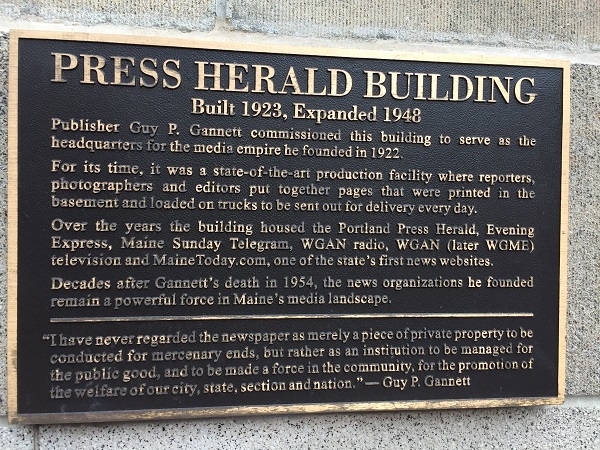 PRESS HERALD BUILDING
Built 1923, Expanded 1948
Publisher Guy P. Gannett commissioned this building to serve as the
headquarters for the media empire he founded in 1922.
For its time, it was a state-of-the-art production facility where reporters,
photographers and editors put together pages that were printed in the
basement and loaded on trucks to be sent out for delivery every day.
Over the years the building housed the Portland Press Herald, Evening
Express, Maine Sunday Telegram, WGAN radio, WGAN (later WGME)
television and MaineToday.com, one of the state's first news websites.
Decades after Gannett's death in 1954, the news organizations he founded
remain a powerful force in Maine's media landscape.
"I have never regarded the newspaper as merely a piece of private property to be
conducted for mercenary ends, but rather as an institution to be managed for
the public good, and to be made a force in the community, for the promotion of
the welfare of our city, state, section and nation." — Guy P. Gannett